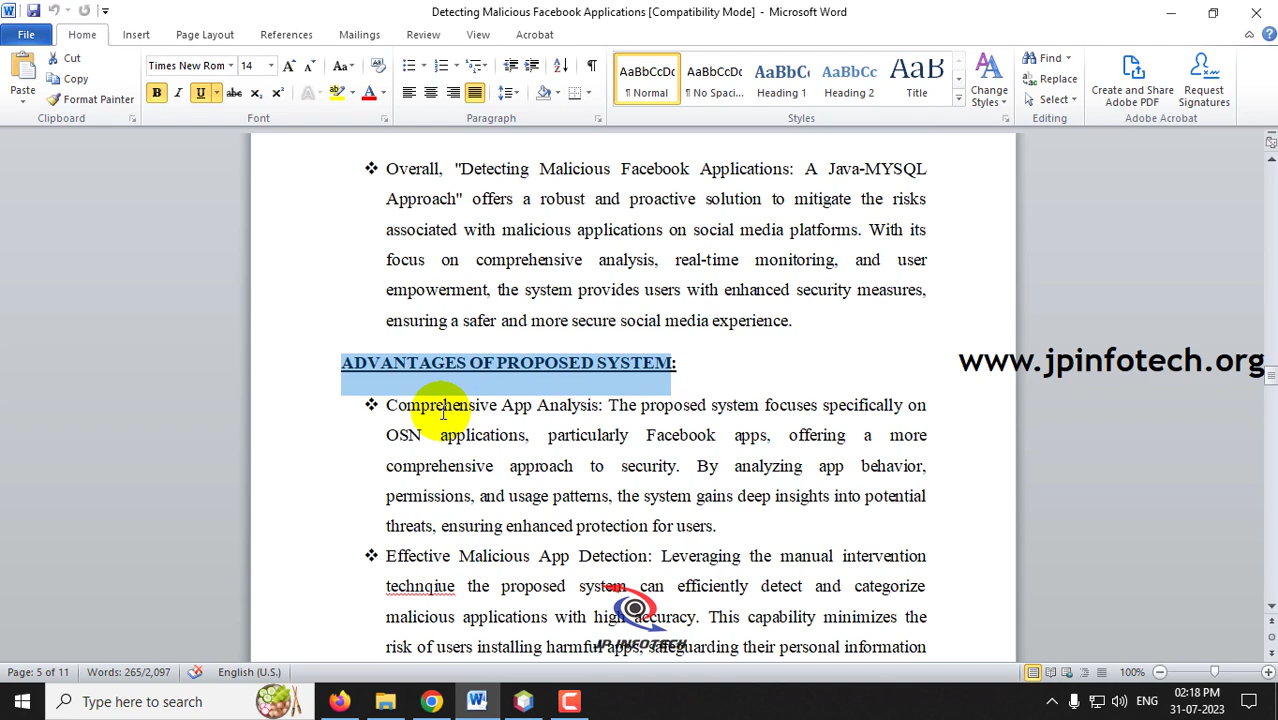 Detecting Malicious Facebook Applications [Compatibility Mode] - Microsoft Word
File Home Insert Page Layout References Mailings Review View Acrobat
Paste
Cut
Copy
Format Painter
Clipboard
Times New Rom 14
Font
Paragraph
AaBbCcDc AaBbCcDc AaBbC AaBbCc AaB
¶ Normal ¶ No Spaci... Heading 1 Heading 2 Title
Styles
Change Styles
Find
Replace
Select
Editing
Create and Share Adobe PDF
Request Signatures
Adobe Acrobat
❖ Overall, "Detecting Malicious Facebook Applications: A Java-MYSQL
Approach" offers a robust and proactive solution to mitigate the risks
associated with malicious applications on social media platforms. With its
focus on comprehensive analysis, real-time monitoring, and user
empowerment, the system provides users with enhanced security measures,
ensuring a safer and more secure social media experience.
ADVANTAGES OF PROPOSED SYSTEM:
www.jpinfotech.org
❖ Comprehensive App Analysis: The proposed system focuses specifically on
OSN applications, particularly Facebook apps, offering a more
comprehensive approach to security. By analyzing app behavior,
permissions, and usage patterns, the system gains deep insights into potential
threats, ensuring enhanced protection for users.
❖ Effective Malicious App Detection: Leveraging the manual intervention
technqiue the proposed system can efficiently detect and categorize
malicious applications with high accuracy. This capability minimizes the
JP INFOTECH
risk of users installing harmful apps, safeguarding their personal information
Page: 5 of 11 Words: 265/2,097 English (U.S.) 100%
Type here to search
ENG
02:18 PM
31-07-2023